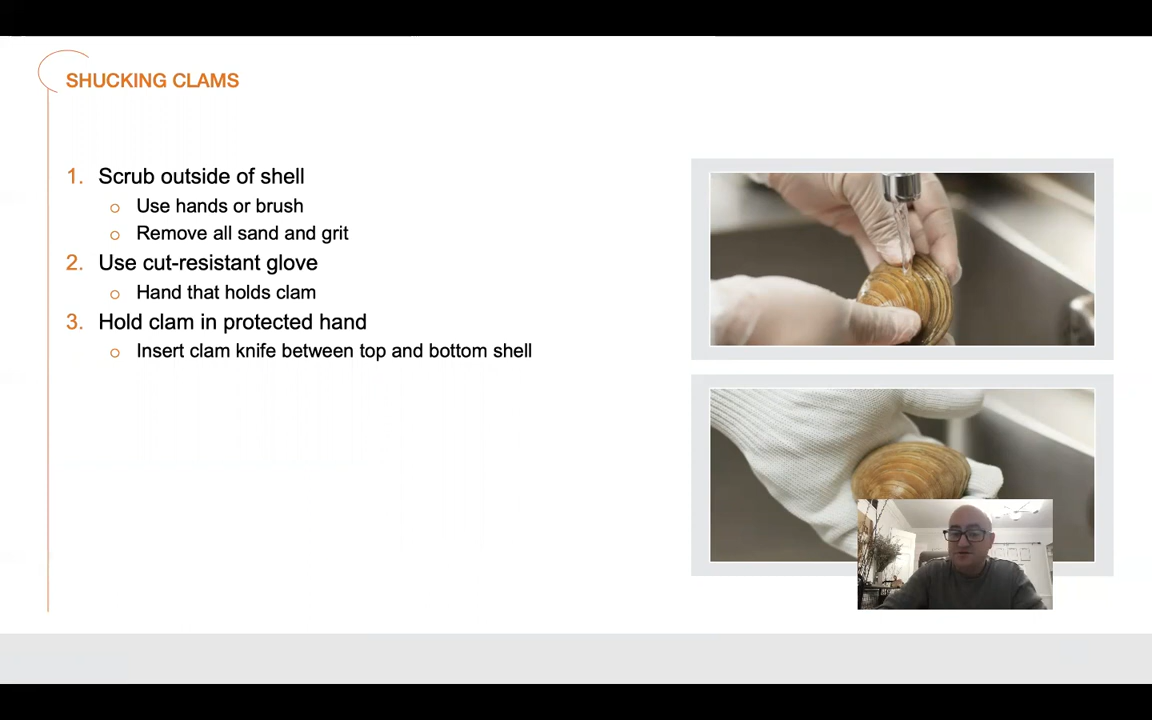 SHUCKING CLAMS
1. Scrub outside of shell
o Use hands or brush
o Remove all sand and grit
2. Use cut-resistant glove
o Hand that holds clam
3. Hold clam in protected hand
o Insert clam knife between top and bottom shell